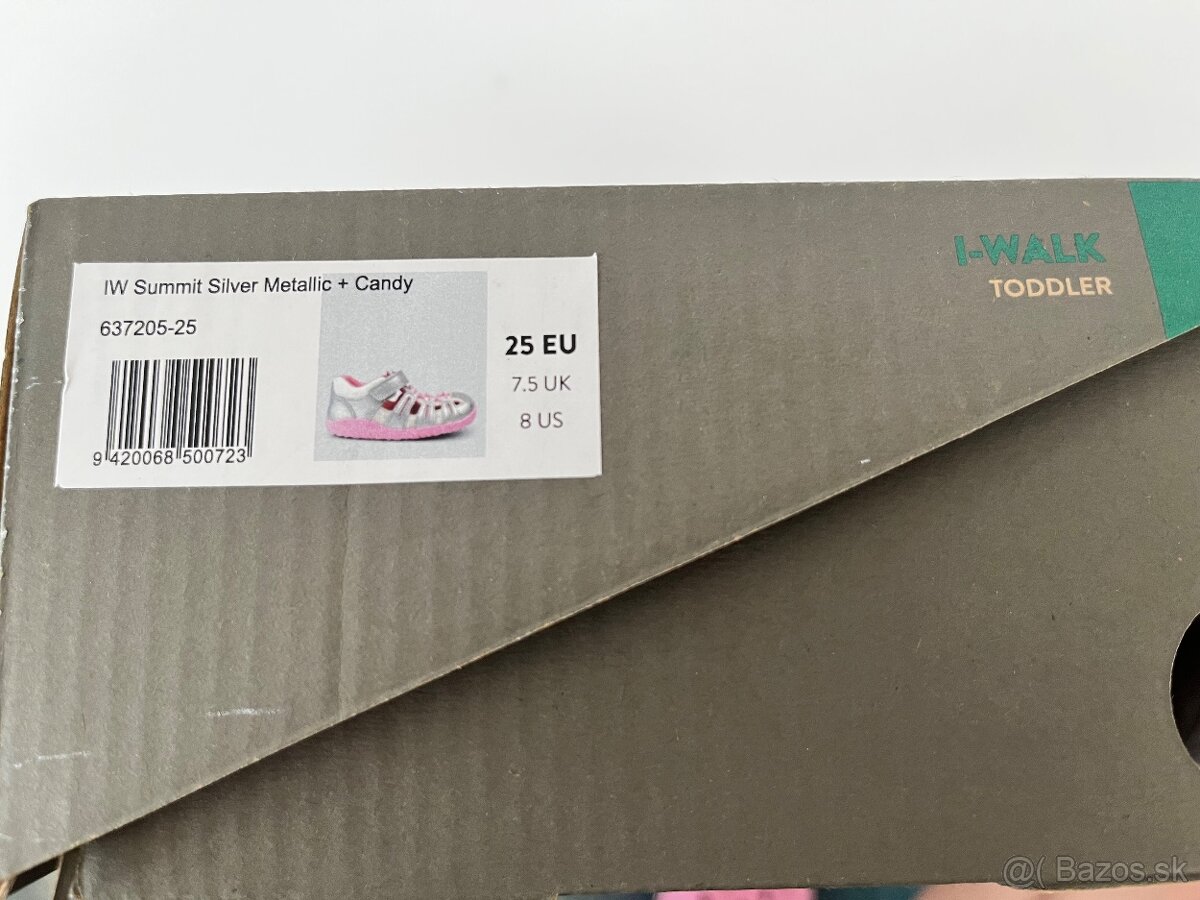 IW Summit Silver Metallic + Candy
637205-25
25 EU
7.5 UK
8 US
9 420068 500723
I-WALK
TODDLER
@( Bazos.sk